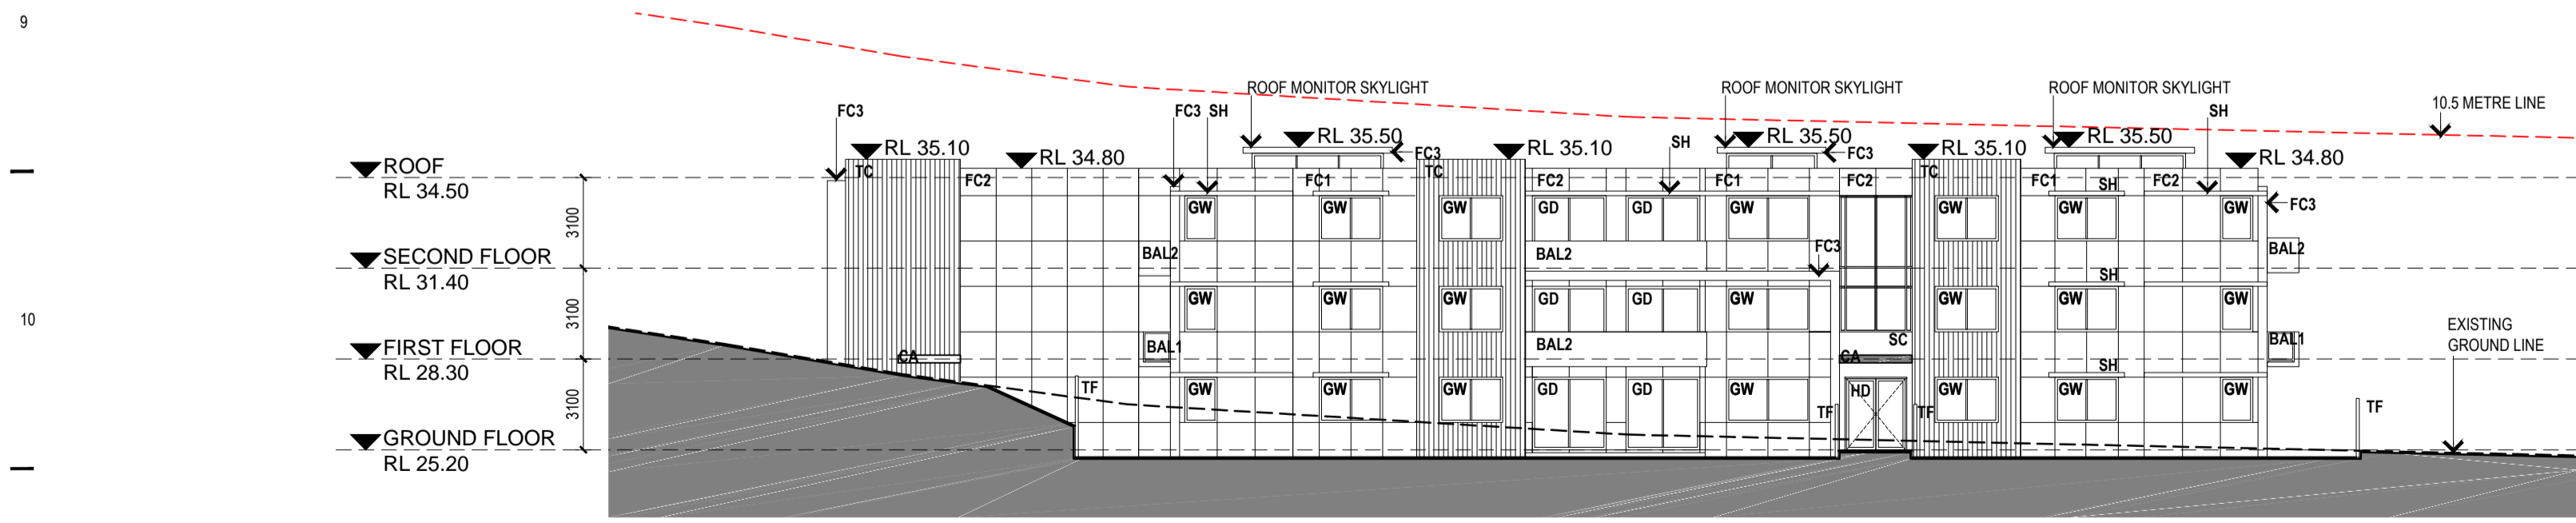 9
ROOF MONITOR SKYLIGHT
ROOF MONITOR SKYLIGHT
ROOF MONITOR SKYLIGHT
10.5 METRE LINE
FC3
FC3
SH
SH
RL 35.10
RL 34.80
RL 35.50
FC3
RL 35.10
SH
RL 35.50
FC3
RL 35.10
RL 35.50
RL 34.80
ROOF
RL 34.50
TC
FC2
FC1
TC
FC2
FC1
FC2
TC
FC1
SH
FC2
3100
GW
GW
GW
GD
GD
GW
GW
GW
GW
FC3
SECOND FLOOR
RL 31.40
BAL2
BAL2
FC3
BAL2
SH
3100
GW
GW
GW
GD
GD
GW
GW
GW
GW
10
EXISTING
GROUND LINE
FIRST FLOOR
RL 28.30
CA
BAL1
BAL2
CA
SC
BAL1
SH
3100
TF
GW
GW
GW
GD
GD
GW
HD
GW
GW
GW
TF
TF
TF
GROUND FLOOR
RL 25.20